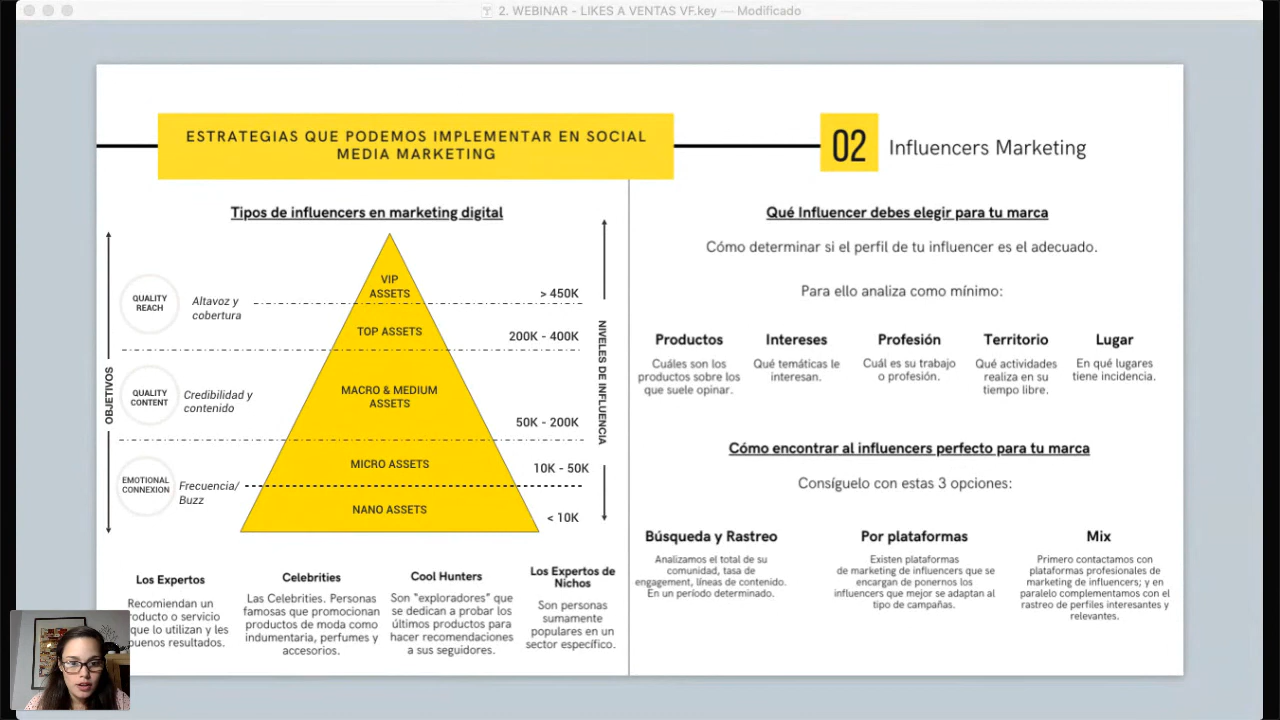 2. WEBINAR - LIKES A VENTAS VF.key — Modificado
ESTRATEGIAS QUE PODEMOS IMPLEMENTAR EN SOCIAL
MEDIA MARKETING
02
Influencers Marketing
Tipos de influencers en marketing digital
OBJETIVOS
QUALITY
REACH
Altavoz y
cobertura
QUALITY
CONTENT
Credibilidad y
contenido
EMOTIONAL
CONNEXION
Frecuencia/
Buzz
VIP
ASSETS
TOP ASSETS
MACRO & MEDIUM
ASSETS
MICRO ASSETS
NANO ASSETS
> 450K
200K - 400K
50K - 200K
10K - 50K
< 10K
NIVELES DE INFLUENCIA
Los Expertos
Recomiendan un
producto o servicio
que lo utilizan y les
buenos resultados.
Celebrities
Las Celebrities. Personas
famosas que promocionan
productos de moda como
indumentaria, perfumes y
accesorios.
Cool Hunters
Son “exploradores” que
se dedican a probar los
últimos productos para
hacer recomendaciones
a sus seguidores.
Los Expertos de
Nichos
Son personas
sumamente
populares en un
sector específico.
Qué Influencer debes elegir para tu marca
Cómo determinar si el perfil de tu influencer es el adecuado.
Para ello analiza como mínimo:
Productos
Cuáles son los
productos sobre los
que suele opinar.
Intereses
Qué temáticas le
interesan.
Profesión
Cuál es su trabajo
o profesión.
Territorio
Qué actividades
realiza en su
tiempo libre.
Lugar
En qué lugares
tiene incidencia.
Cómo encontrar al influencers perfecto para tu marca
Consíguelo con estas 3 opciones:
Búsqueda y Rastreo
Analizamos el total de su
comunidad, tasa de
engagement, líneas de contenido.
En un período determinado.
Por plataformas
Existen plataformas
de marketing de influencers que se
encargan de ponernos los
influencers que mejor se adaptan al
tipo de campañas.
Mix
Primero contactamos con
plataformas profesionales de
marketing de influencers; y en
paralelo complementamos con el
rastreo de perfiles interesantes y
relevantes.